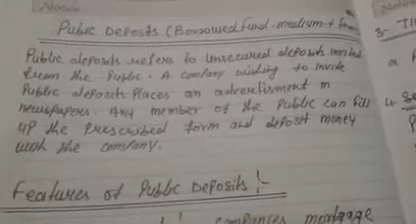 Notes
Public Deposits (Borrowed Fund - medium +
Public deposits refers to unsecured deposits invited
from the Public. A company wishing to invite
Public deposits Places an advertisement in
newspapers. Any member of the Public can fill
up the prescribed form and deposit money
with the company.
Features of Public Deposits :-
companies mortgage
3-